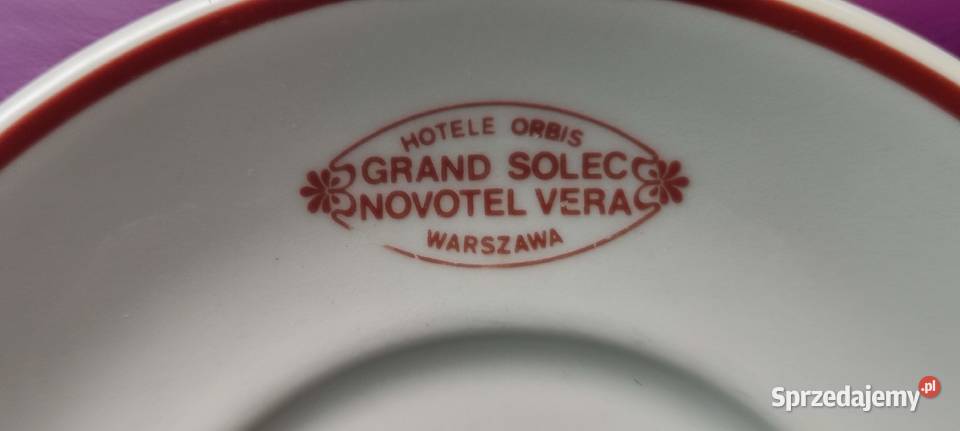 HOTELE ORBIS
GRAND SOLEC
NOVOTEL VERA
WARSZAWA
Sprzedajemy.pl